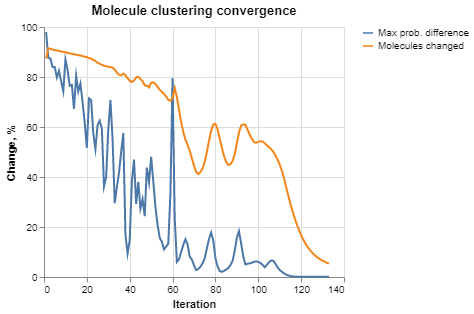 Molecule clustering convergence
Max prob. difference
Molecules changed
Change, %
100
80
60
40
20
0
0 20 40 60 80 100 120 140
Iteration